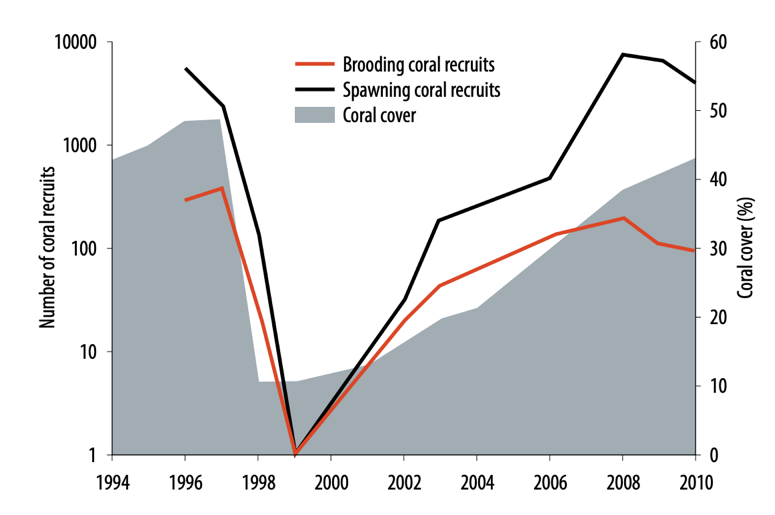 Brooding coral recruits
Spawning coral recruits
Coral cover
Number of coral recruits
10000
1000
100
10
1
Coral cover (%)
60
50
40
30
20
10
0
1994 1996 1998 2000 2002 2004 2006 2008 2010